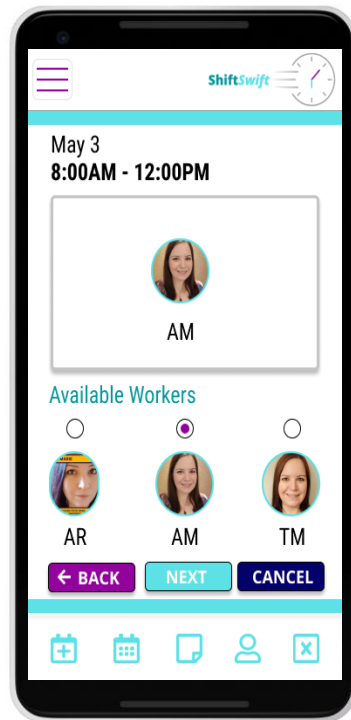 ShiftSwift
May 3
8:00AM - 12:00PM
AM
Available Workers
AR AM TM
BACK NEXT CANCEL